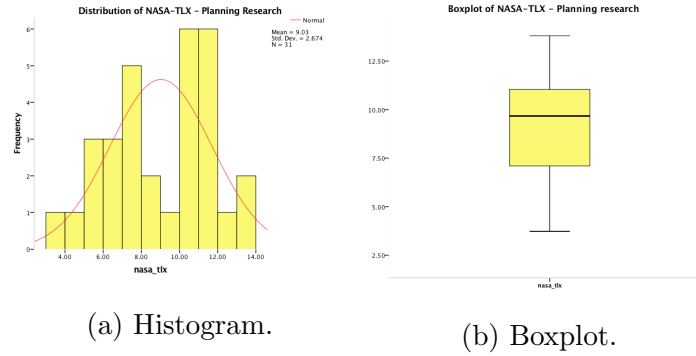 Distribution of NASA-TLX - Planning Research
Normal
Mean = 9.03
Std. Dev. = 2.674
N = 31
6
5
4
3
2
1
0
Frequency
4.00 6.00 8.00 10.00 12.00 14.00
nasa_tlx
(a) Histogram.
Boxplot of NASA-TLX - Planning research
12.50
10.00
7.50
5.00
2.50
nasa_tlx
(b) Boxplot.